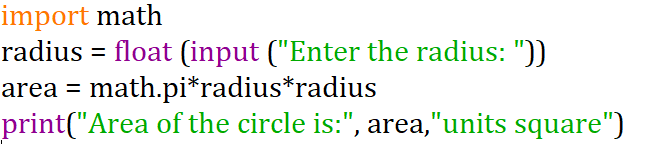 import math
radius = float (input ("Enter the radius: "))
area = math.pi*radius*radius
print("Area of the circle is:", area,"units square")